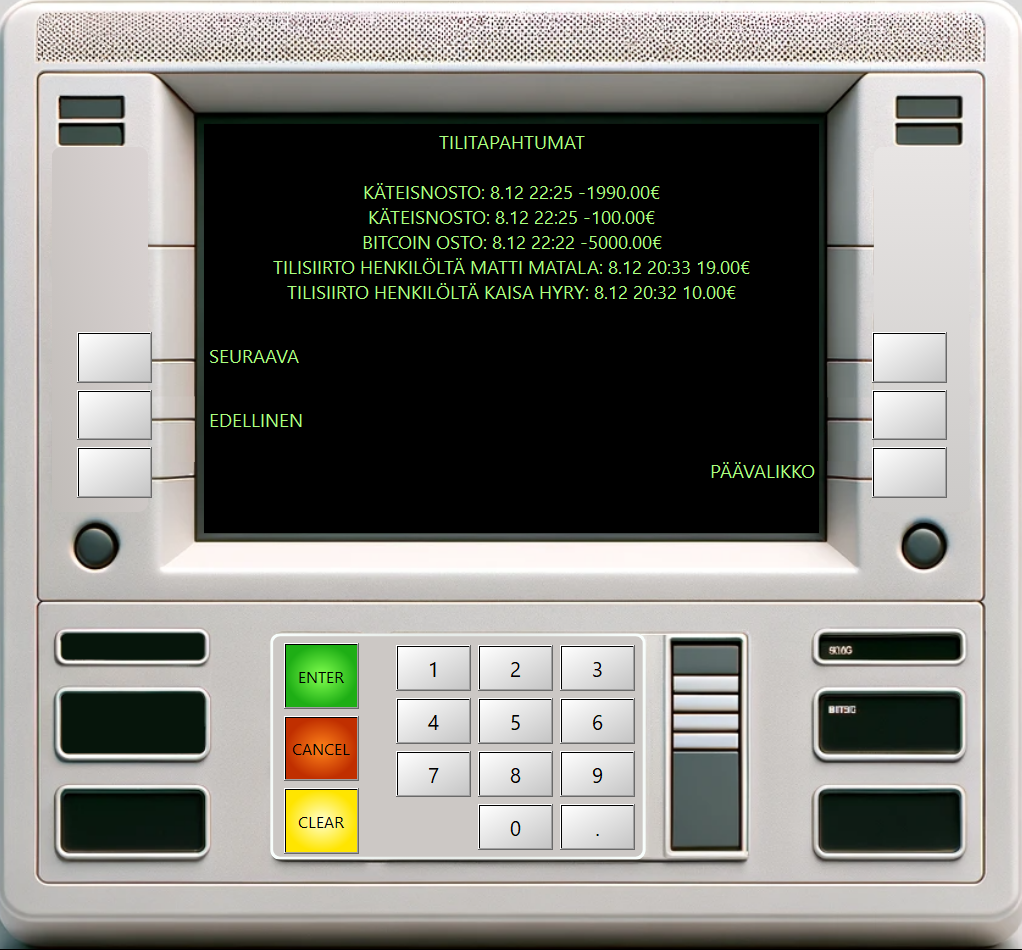 TILITAPAHTUMAT
KÄTEISNOSTO: 8.12 22:25 -1990.00€
KÄTEISNOSTO: 8.12 22:25 -100.00€
BITCOIN OSTO: 8.12 22:22 -5000.00€
TILISIIRTO HENKILÖLTÄ MATTI MATALA: 8.12 20:33 19.00€
TILISIIRTO HENKILÖLTÄ KAISA HYRY: 8.12 20:32 10.00€
SEURAAVA
EDELLINEN
PÄÄVALIKKO
ENTER
1 2 3
CANCEL
4 5 6
7 8 9
CLEAR
0 .